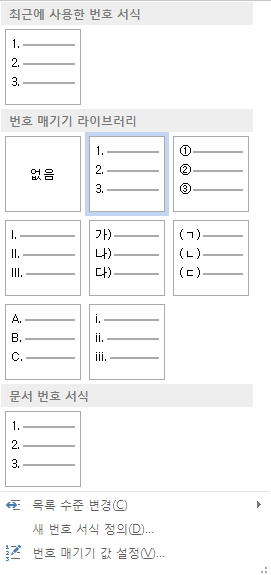 최근에 사용한 번호 서식
1.
2.
3.
번호 매기기 라이브러리
없음
1.
2.
3.
①
②
③
I.
II.
III.
가)
나)
다)
(ㄱ)
(ㄴ)
(ㄷ)
A.
B.
C.
i.
ii.
iii.
문서 번호 서식
1.
2.
3.
목록 수준 변경(C)
새 번호 서식 정의(D)...
번호 매기기 값 설정(V)...